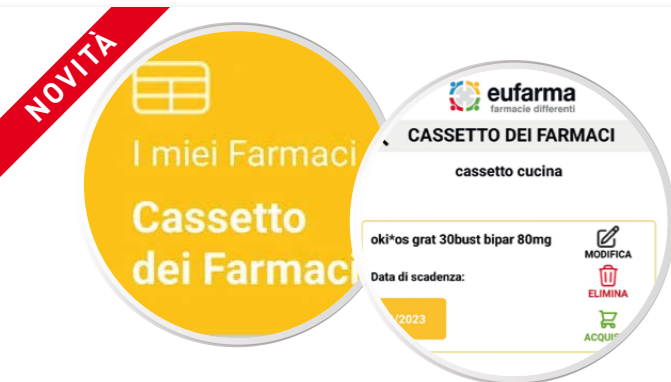 NOVITÀ
I miei Farmaci
Cassetto
dei Farmaci
eufarma
farmacie differenti
CASSETTO DEI FARMACI
cassetto cucina
oki*os grat 30bust bipar 80mg
MODIFICA
Data di scadenza:
ELIMINA
/2023